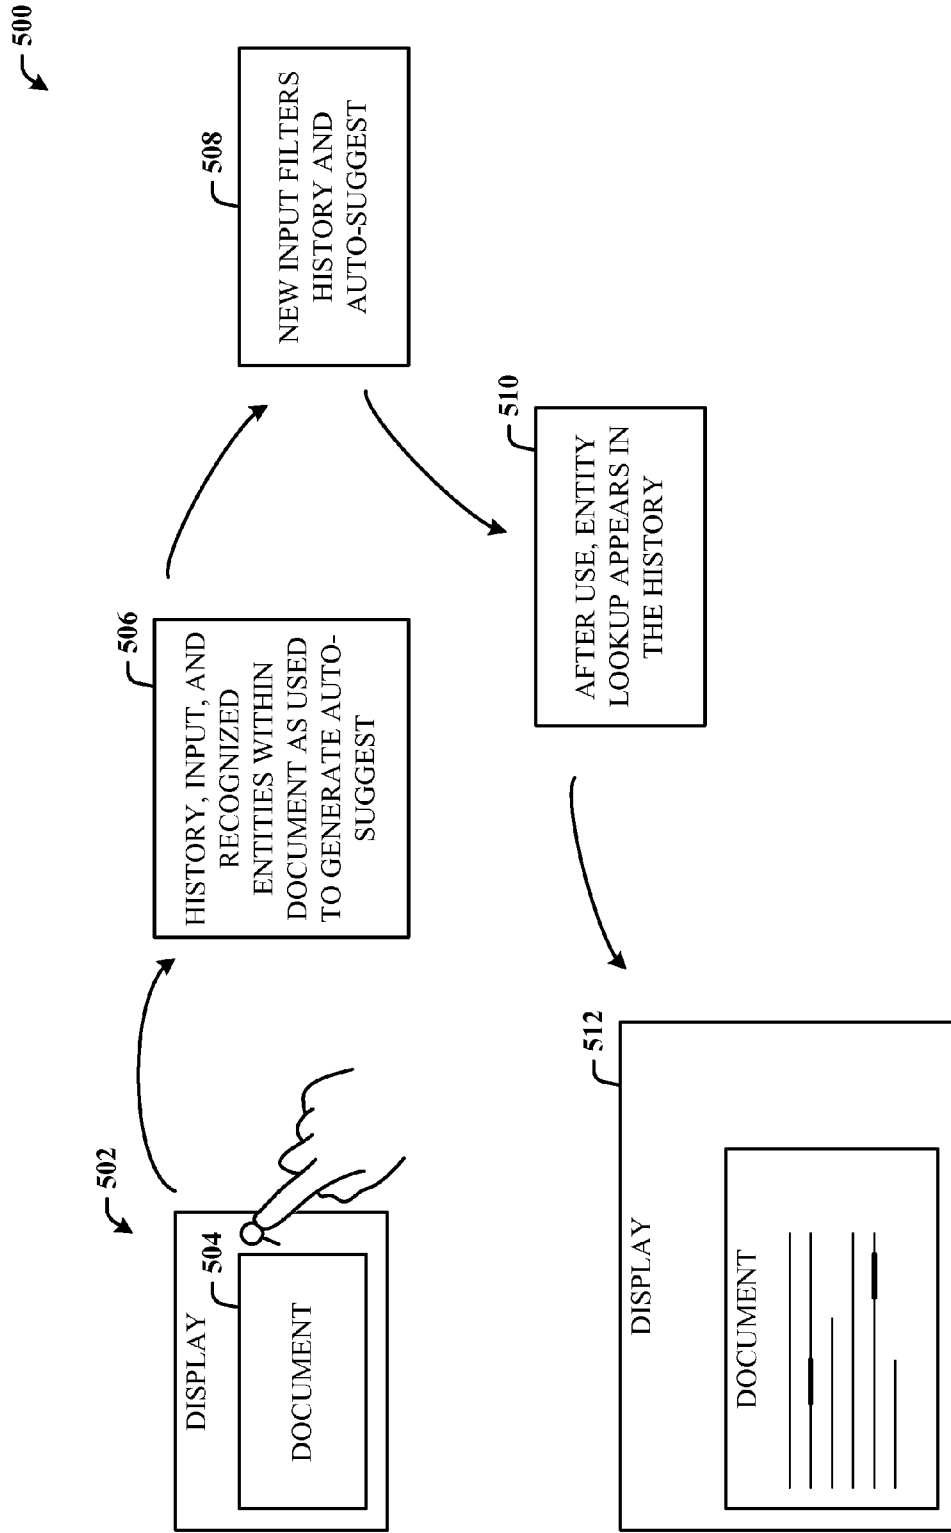 500
502
DISPLAY
504
DOCUMENT
506
HISTORY, INPUT, AND
RECOGNIZED
ENTITIES WITHIN
DOCUMENT AS USED
TO GENERATE AUTO-
SUGGEST
508
NEW INPUT FILTERS
HISTORY AND
AUTO-SUGGEST
510
AFTER USE, ENTITY
LOOKUP APPEARS IN
THE HISTORY
512
DISPLAY
DOCUMENT